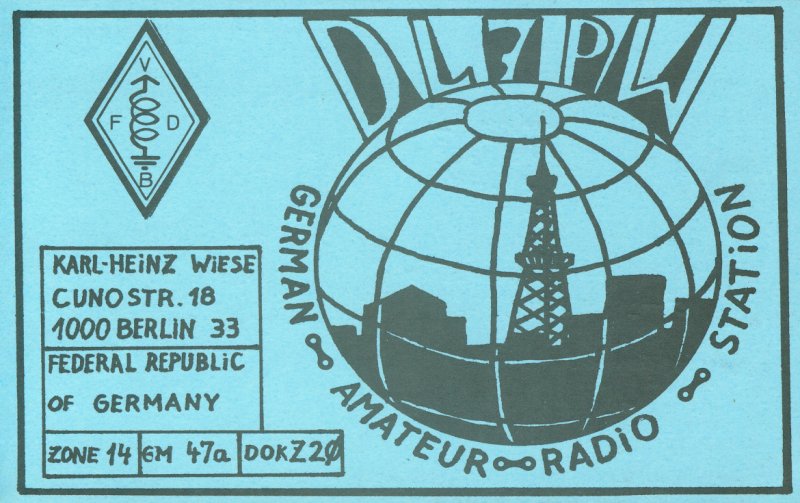 DL7PW
V
F D
B
KARL-HEiNZ WiESE
CUNOSTR. 18
1000 BERLIN 33
FEDERAL REPUBLiC
OF GERMANY
ZONE 14 GM 47a DOK Z2Ø
GERMAN ∞ AMATEUR ∞ RADiO ∞ STATiON